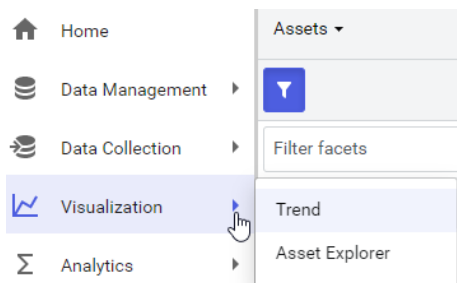 Home
Data Management
Data Collection
Visualization
Analytics
Assets
Filter facets
Trend
Asset Explorer